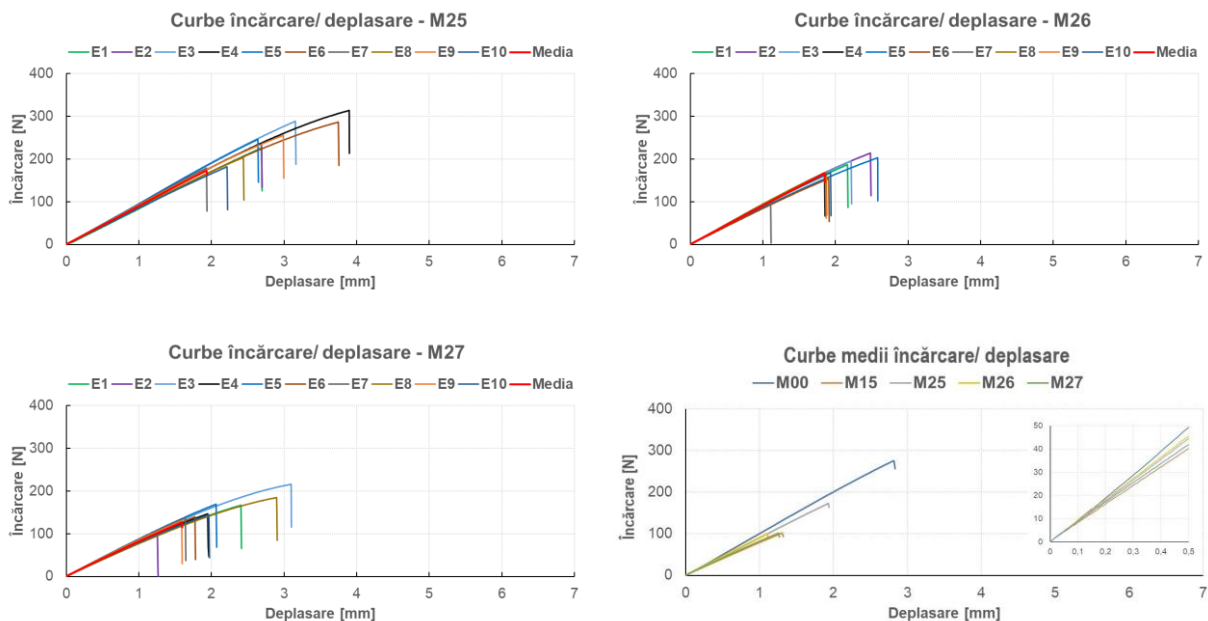 Curbe încărcare/ deplasare - M25
E1 E2 E3 E4 E5 E6 E7 E8 E9 E10 Media
400
300
200
100
0
Încărcare [N]
0 1 2 3 4 5 6 7
Deplasare [mm]
Curbe încărcare/ deplasare - M26
E1 E2 E3 E4 E5 E6 E7 E8 E9 E10 Media
400
300
200
100
0
Încărcare [N]
0 1 2 3 4 5 6 7
Deplasare [mm]
Curbe încărcare/ deplasare - M27
E1 E2 E3 E4 E5 E6 E7 E8 E9 E10 Media
400
300
200
100
0
Încărcare [N]
0 1 2 3 4 5 6 7
Deplasare [mm]
Curbe medii încărcare/ deplasare
M00 M15 M25 M26 M27
400
300
200
100
0
Încărcare [N]
0 1 2 3 4 5 6 7
Deplasare [mm]
50
40
30
20
10
0
0 0,1 0,2 0,3 0,4 0,5